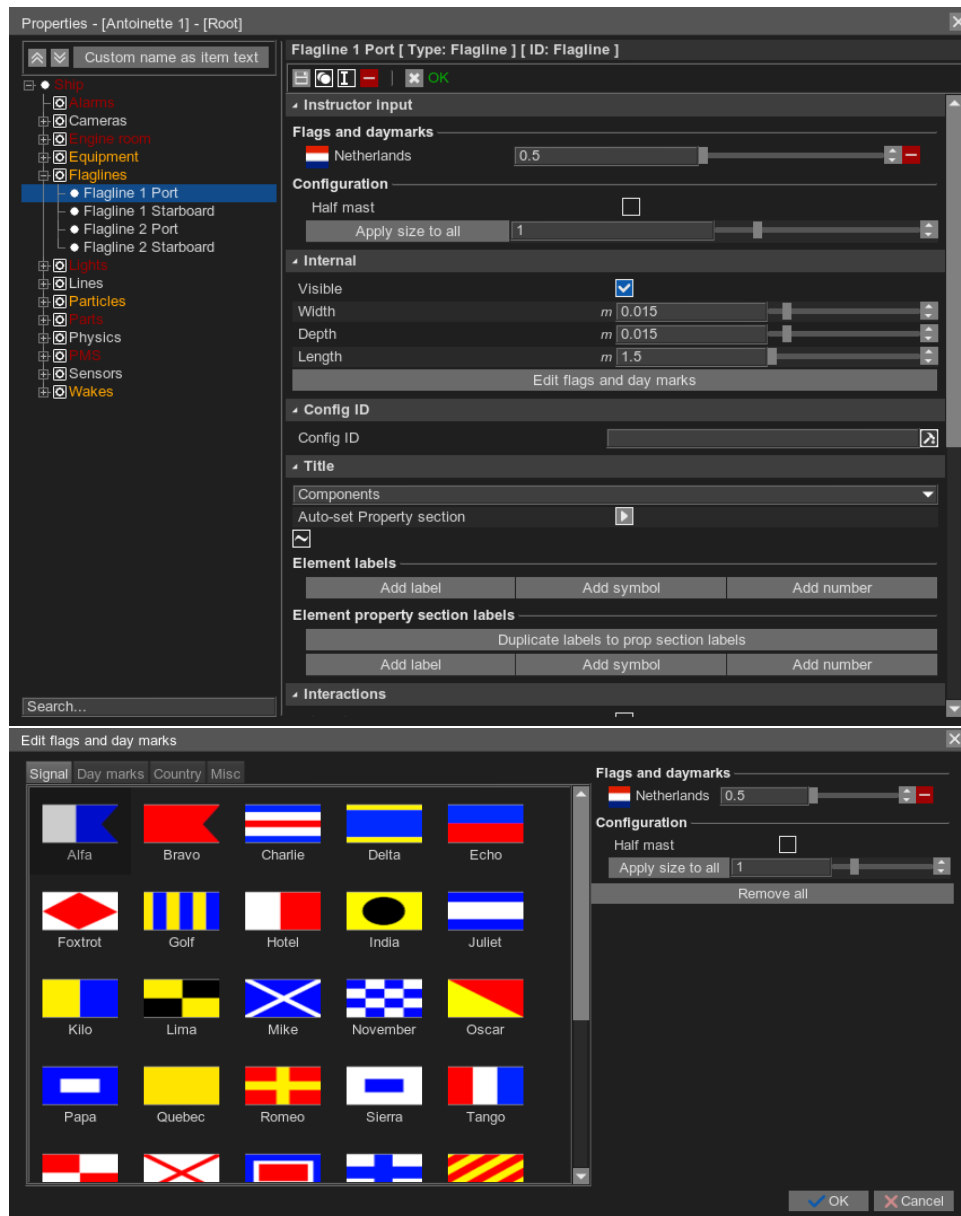 Properties - [Antoinette 1] - [Root]
Custom name as item text
Ship
Alarms
Cameras
Engine room
Equipment
Flaglines
Flagline 1 Port
Flagline 1 Starboard
Flagline 2 Port
Flagline 2 Starboard
Lights
Lines
Particles
Parts
Physics
PMS
Sensors
Wakes
Search...
Flagline 1 Port [ Type: Flagline ] [ ID: Flagline ]
OK
Instructor input
Flags and daymarks
Netherlands 0.5
Configuration
Half mast
Apply size to all 1
Internal
Visible
Width m 0.015
Depth m 0.015
Length m 1.5
Edit flags and day marks
Config ID
Config ID
Title
Components
Auto-set Property section
Element labels
Add label Add symbol Add number
Element property section labels
Duplicate labels to prop section labels
Add label Add symbol Add number
Interactions
Edit flags and day marks
Signal Day marks Country Misc
Alfa Bravo Charlie Delta Echo
Foxtrot Golf Hotel India Juliet
Kilo Lima Mike November Oscar
Papa Quebec Romeo Sierra Tango
Flags and daymarks
Netherlands 0.5
Configuration
Half mast
Apply size to all 1
Remove all
OK Cancel